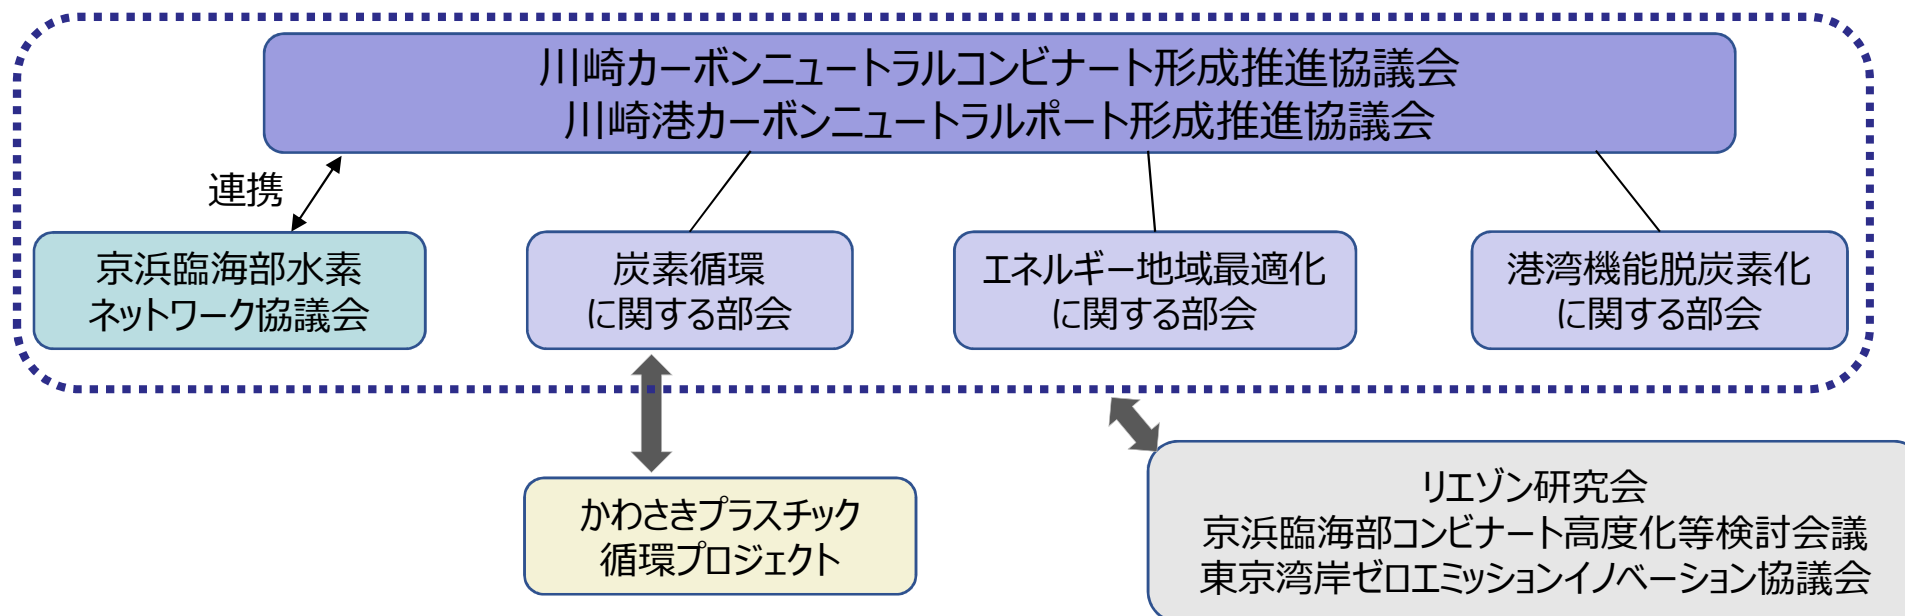 川崎カーボンニュートラルコンビナート形成推進協議会
川崎港カーボンニュートラルポート形成推進協議会
連携
京浜臨海部水素
ネットワーク協議会
炭素循環
に関する部会
エネルギー地域最適化
に関する部会
港湾機能脱炭素化
に関する部会
かわさきプラスチック
循環プロジェクト
リエゾン研究会
京浜臨海部コンビナート高度化等検討会議
東京湾岸ゼロエミッションイノベーション協議会